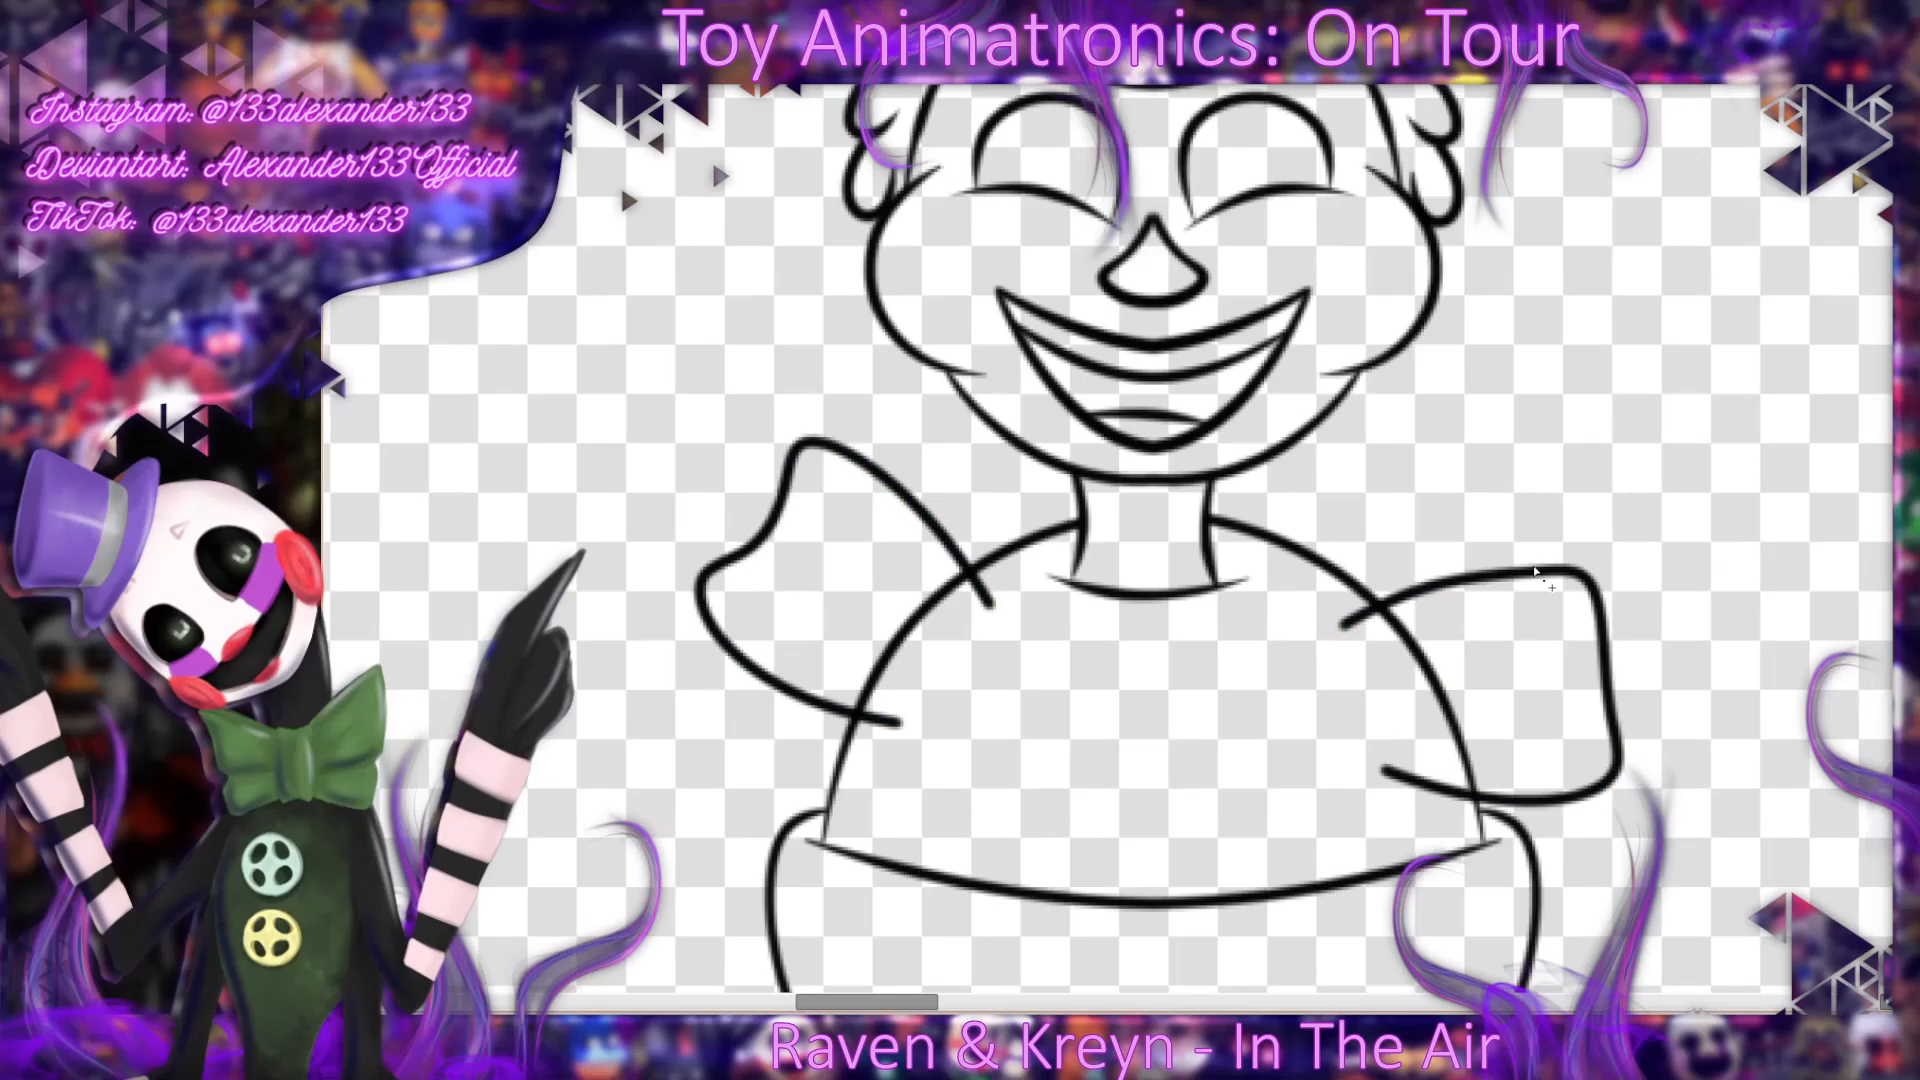 Toy Animatronics: On Tour
Instagram: @133alexander133
Deviantart: Alexander133Official
TikTok: @133alexander133
Raven & Kreyn - In The Air